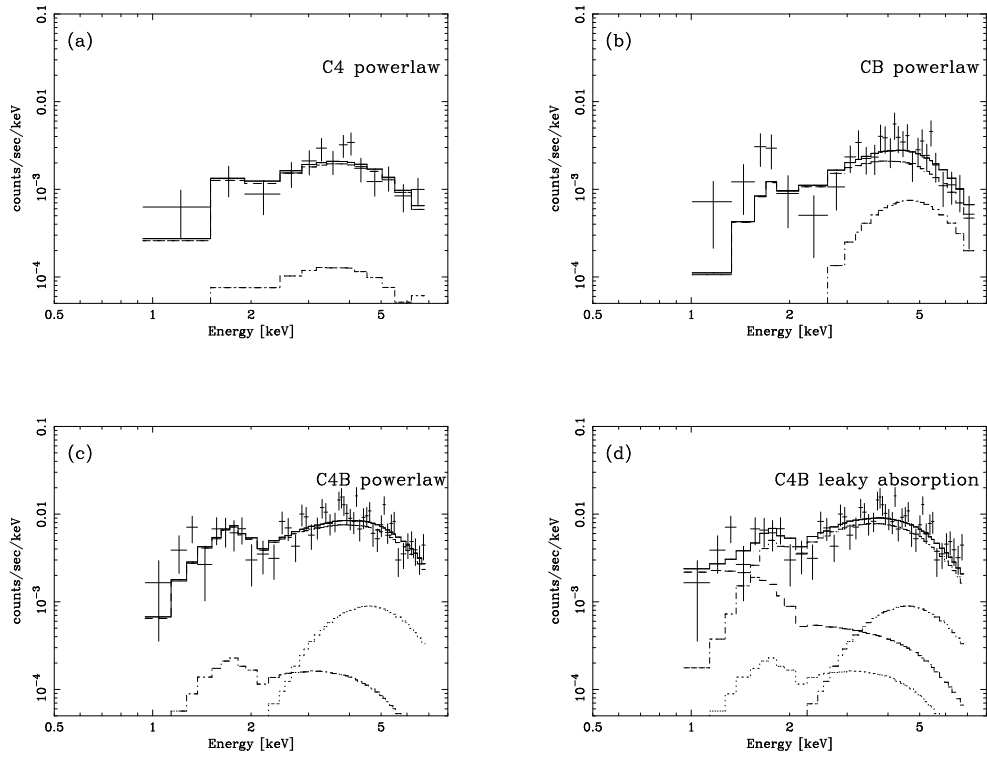 (a)
C4 powerlaw
0.1
0.01
10⁻³
10⁻⁴
counts/sec/keV
0.5 1 2 5
Energy [keV]
(b)
CB powerlaw
0.1
0.01
10⁻³
10⁻⁴
counts/sec/keV
0.5 1 2 5
Energy [keV]
(c)
C4B powerlaw
0.1
0.01
10⁻³
10⁻⁴
counts/sec/keV
0.5 1 2 5
Energy [keV]
(d)
C4B leaky absorption
0.1
0.01
10⁻³
10⁻⁴
counts/sec/keV
0.5 1 2 5
Energy [keV]